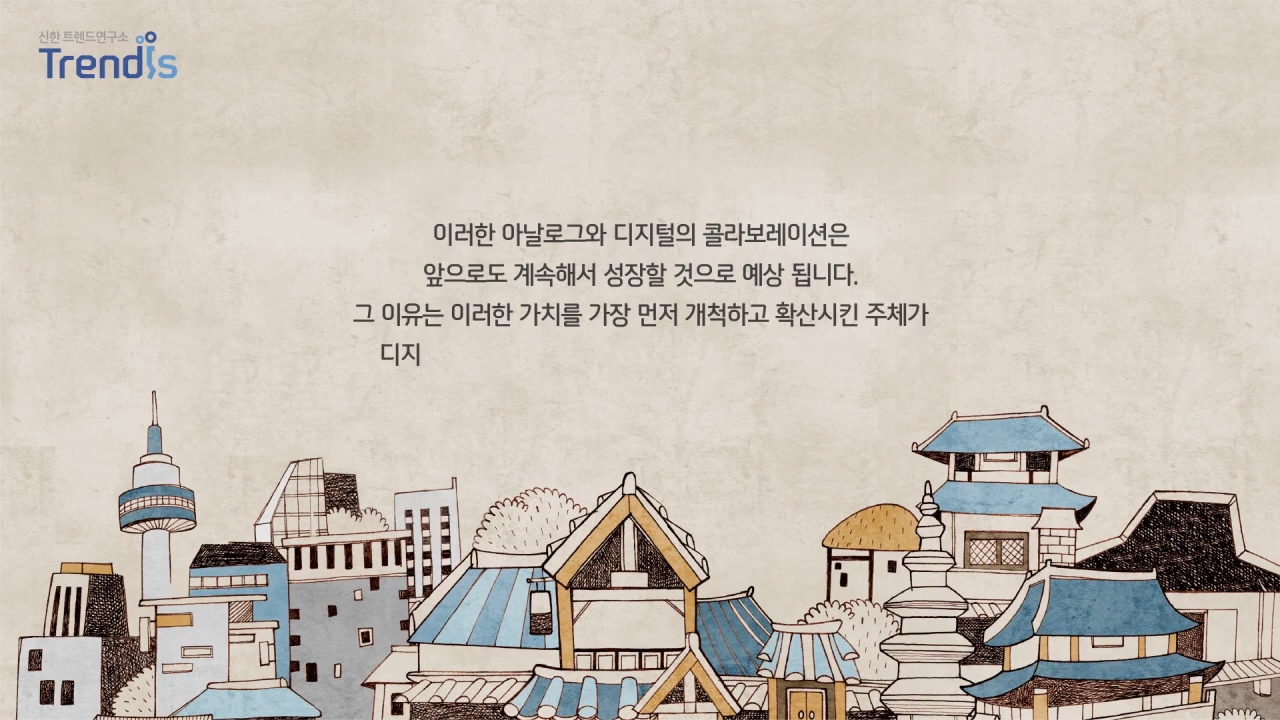 신한 트렌드연구소
Trendis
이러한 아날로그와 디지털의 콜라보레이션은
앞으로도 계속해서 성장할 것으로 예상 됩니다.
그 이유는 이러한 가치를 가장 먼저 개척하고 확산시킨 주체가
디지